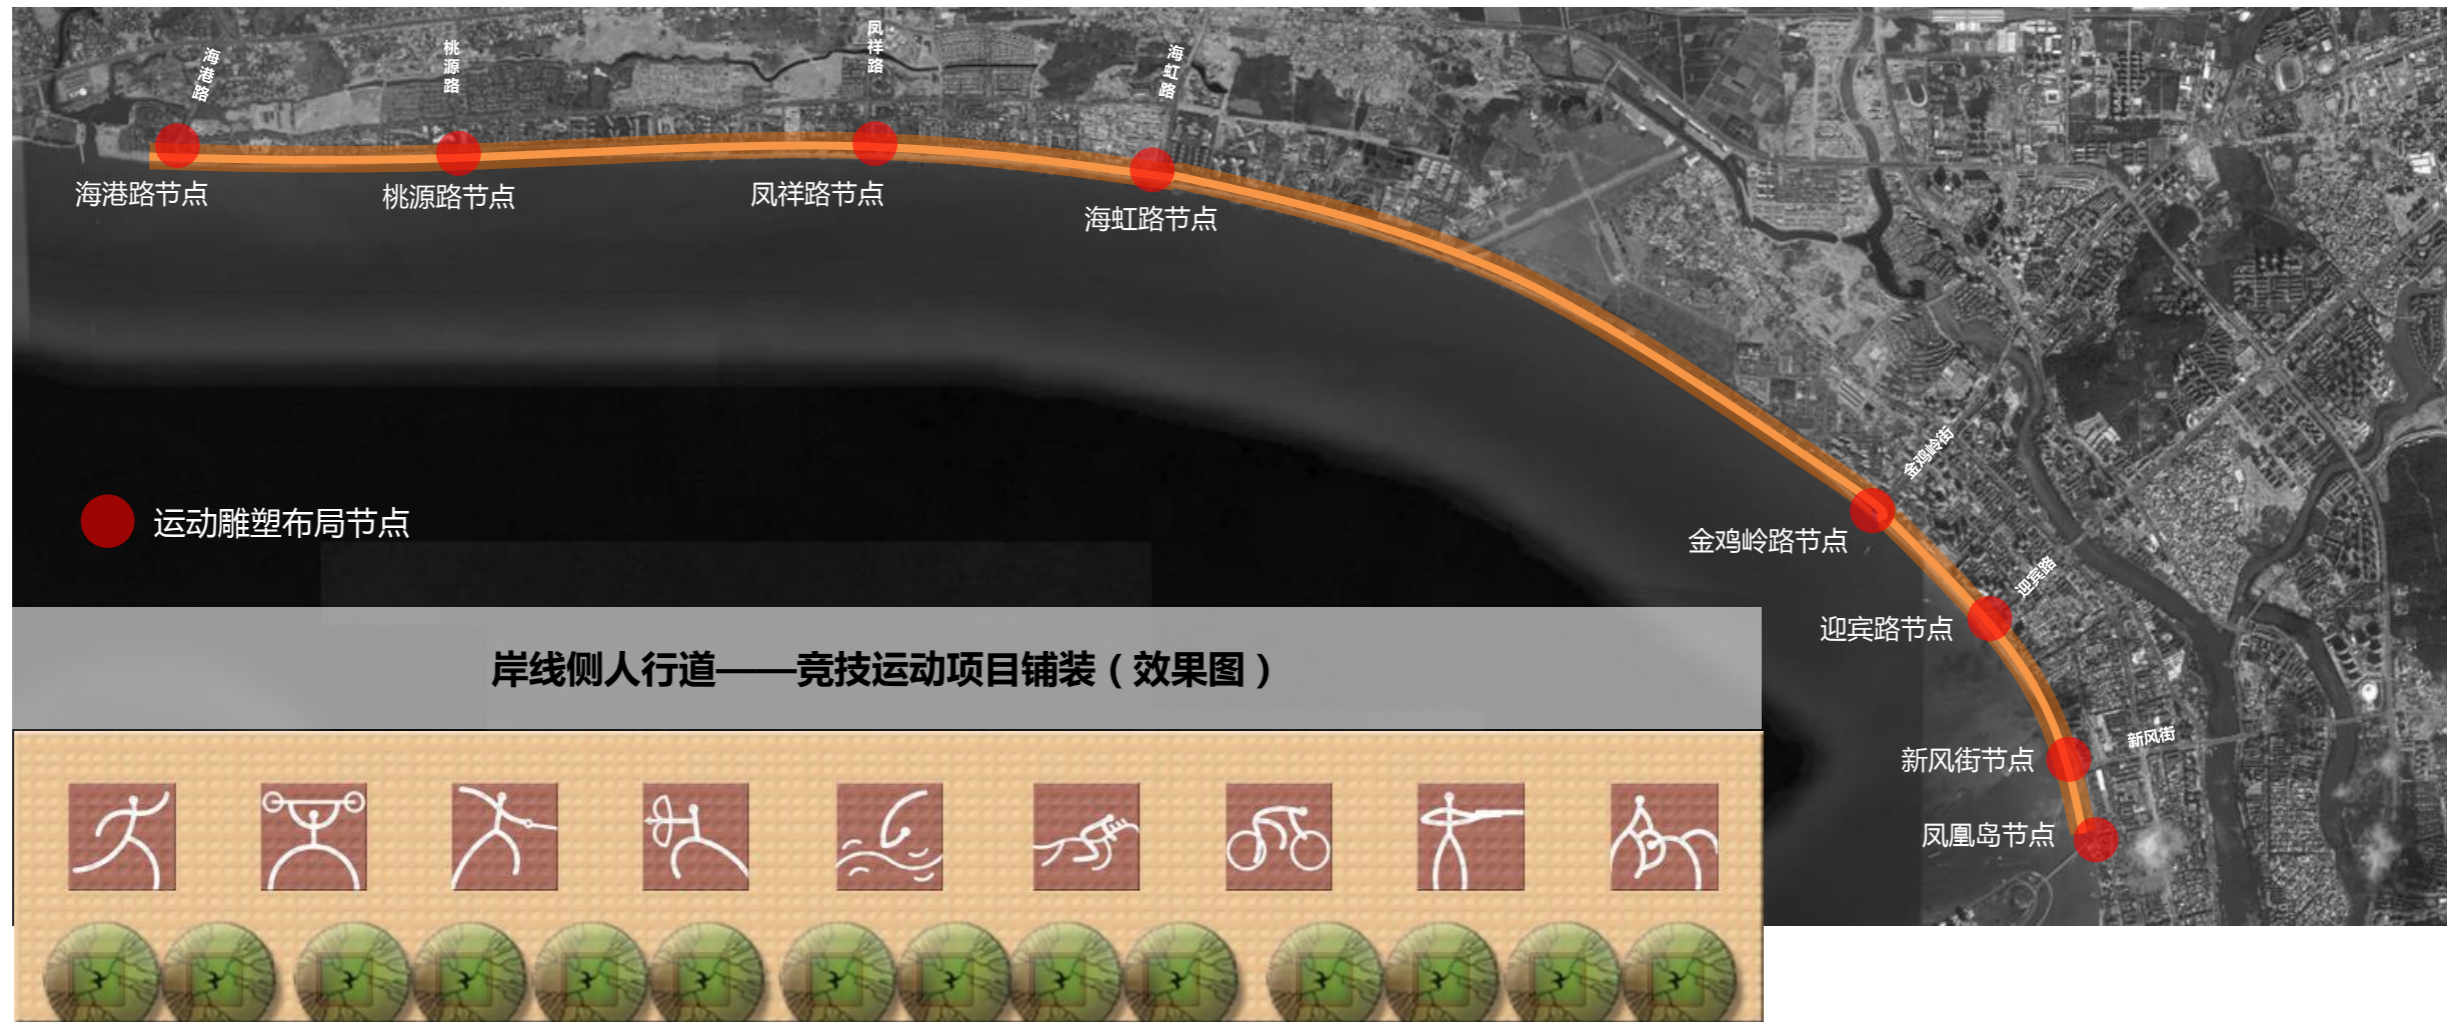 海港路
桃源路
凤祥路
海虹路
海港路节点
桃源路节点
凤祥路节点
海虹路节点
金鸡岭街
运动雕塑布局节点
金鸡岭路节点
迎宾路
迎宾路节点
岸线侧人行道——竞技运动项目铺装（效果图）
新风街
新风街节点
凤凰岛节点